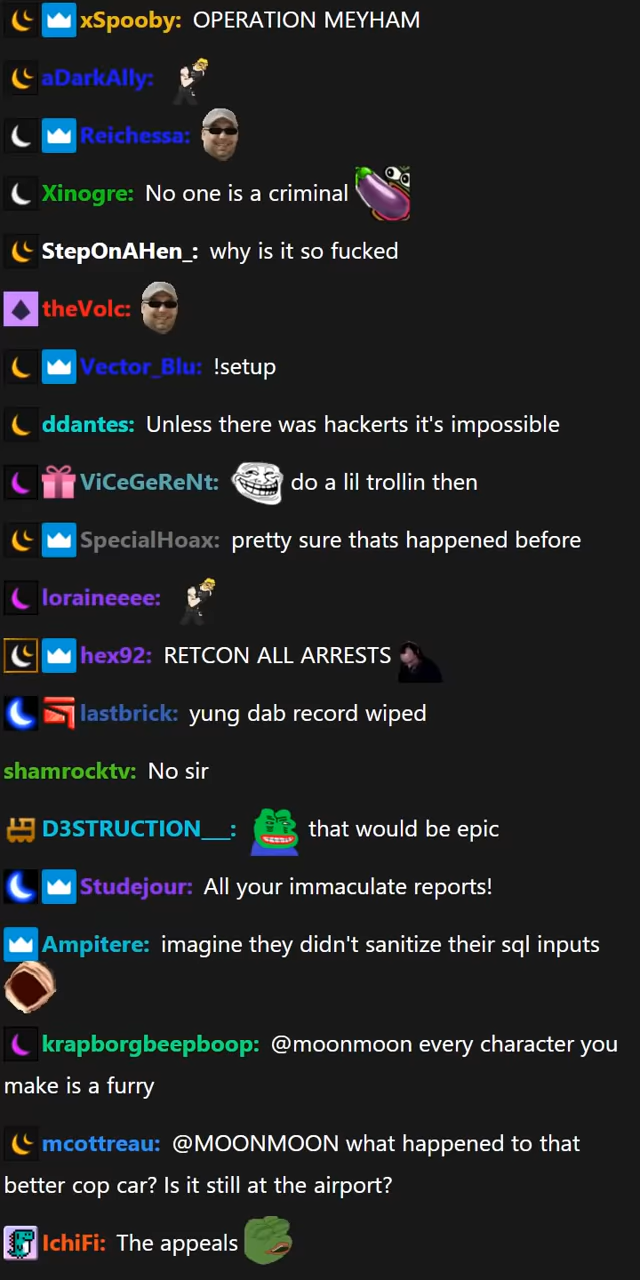 xSpooby: OPERATION MEYHAM
aDarkAlly:
Reichessa:
Xinogre: No one is a criminal
StepOnAHen_: why is it so fucked
theVolc:
Vector_Blu: !setup
ddantes: Unless there was hackerts it's impossible
ViCeGeReNt: do a lil trollin then
SpecialHoax: pretty sure thats happened before
loraineeee:
hex92: RETCON ALL ARRESTS
lastbrick: yung dab record wiped
shamrocktv: No sir
D3STRUCTION___: that would be epic
Studejour: All your immaculate reports!
Ampitere: imagine they didn't sanitize their sql inputs
krapborgbeepboop: @moonmoon every character you
make is a furry
mcottreau: @MOONMOON what happened to that
better cop car? Is it still at the airport?
IchiFi: The appeals